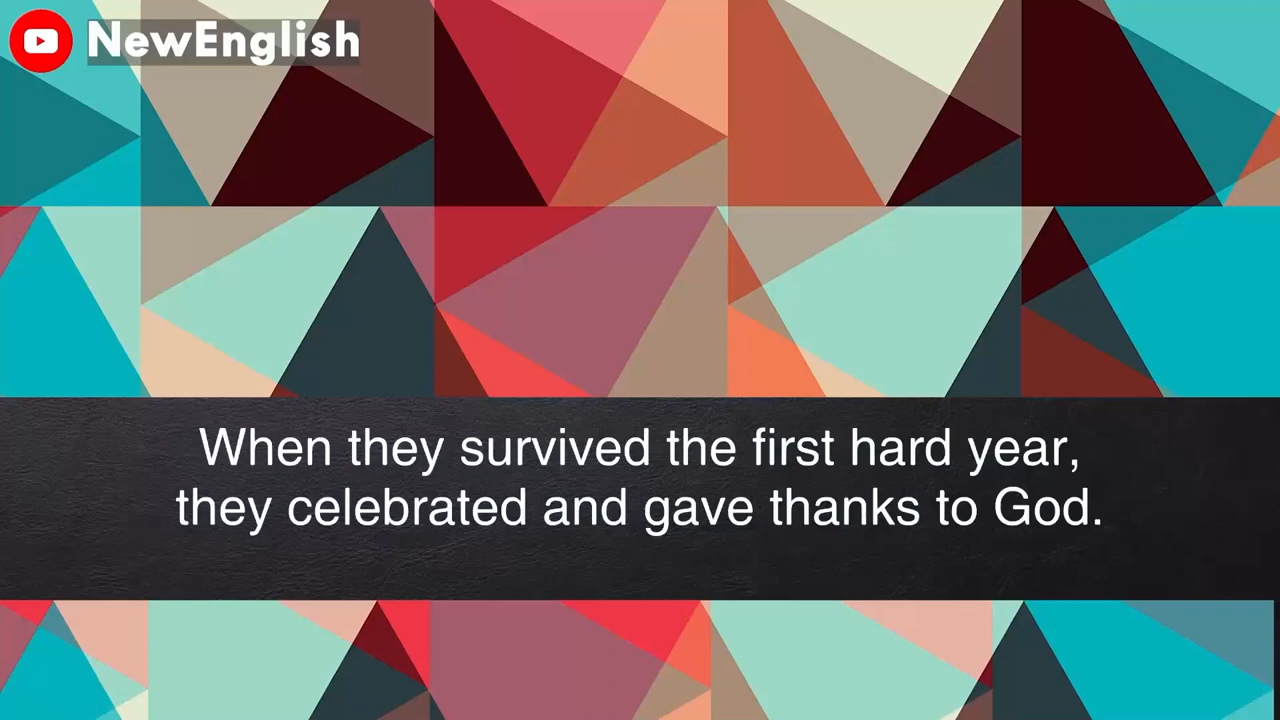 NewEnglish
When they survived the first hard year,
they celebrated and gave thanks to God.